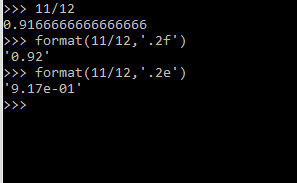 >>> 11/12
0.9166666666666666
>>> format(11/12,'.2f')
'0.92'
>>> format(11/12,'.2e')
'9.17e-01'
>>>